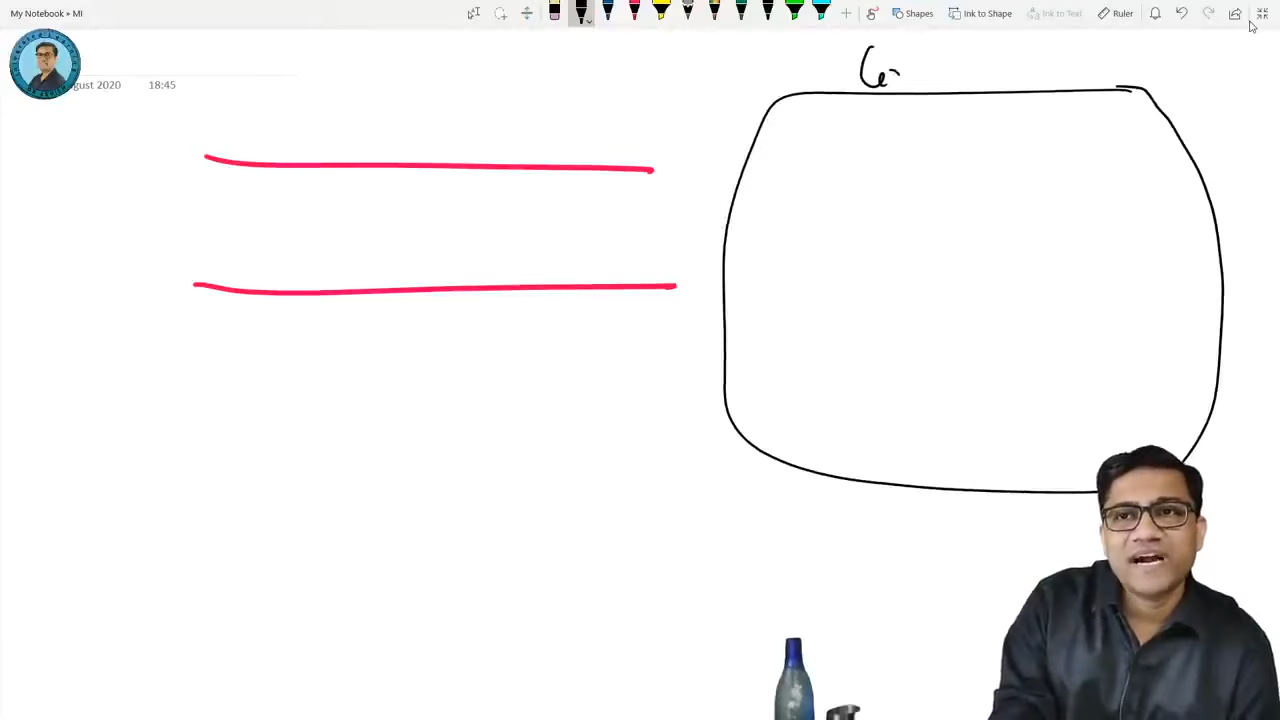 My Notebook » MI
Shapes
Ink to Shape
Ink to Text
Ruler
gust 2020 18:45